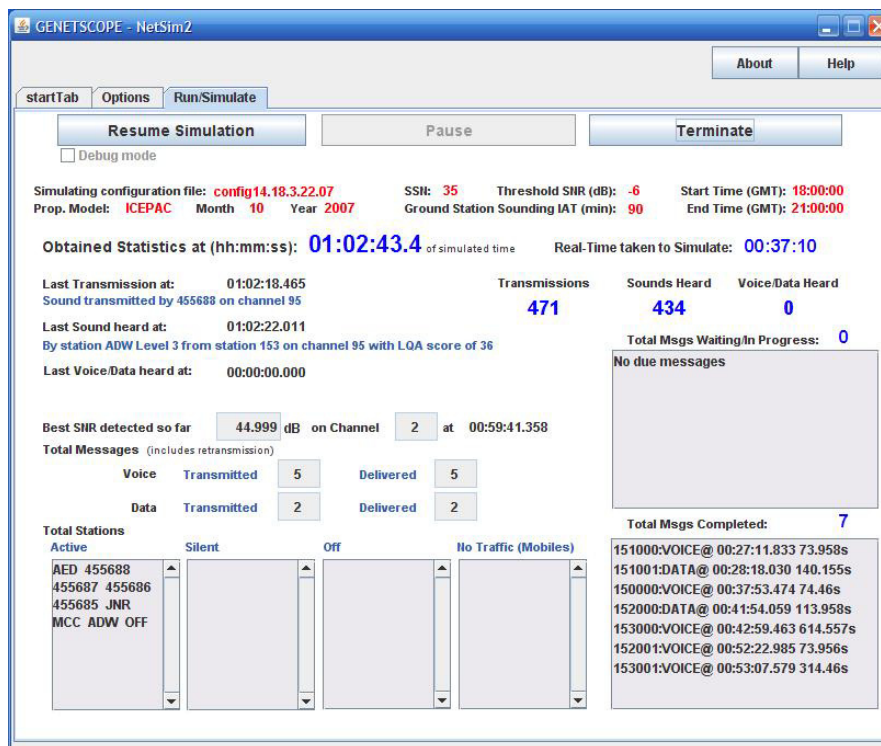 GENETSCOPE - NetSim2
About Help
startTab Options Run/Simulate
Resume Simulation Pause Terminate
Debug mode
Simulating configuration file: config14.18.3.22.07 SSN: 35 Threshold SNR (dB): -6 Start Time (GMT): 18:00:00
Prop. Model: ICEPAC Month 10 Year 2007 Ground Station Sounding IAT (min): 90 End Time (GMT): 21:00:00
Obtained Statistics at (hh:mm:ss): 01:02:43.4 of simulated time Real-Time taken to Simulate: 00:37:10
Last Transmission at: 01:02:18.465 Transmissions Sounds Heard Voice/Data Heard
Sound transmitted by 455688 on channel 95 471 434 0
Last Sound heard at: 01:02:22.011
By station ADW Level 3 from station 153 on channel 95 with LQA score of 36 Total Msgs Waiting/In Progress: 0
Last Voice/Data heard at: 00:00:00.000 No due messages
Best SNR detected so far 44.999 dB on Channel 2 at 00:59:41.358
Total Messages (includes retransmission)
Voice Transmitted 5 Delivered 5
Data Transmitted 2 Delivered 2
Total Stations Total Msgs Completed: 7
Active Silent Off No Traffic (Mobiles)
AED 455688
455687 455686
455685 JNR
MCC ADW OFF
151000:VOICE@ 00:27:11.833 73.958s
151001:DATA@ 00:28:18.030 140.155s
150000:VOICE@ 00:37:53.474 74.46s
152000:DATA@ 00:41:54.059 113.958s
153000:VOICE@ 00:42:59.463 614.557s
152001:VOICE@ 00:52:22.985 73.956s
153001:VOICE@ 00:53:07.579 314.46s